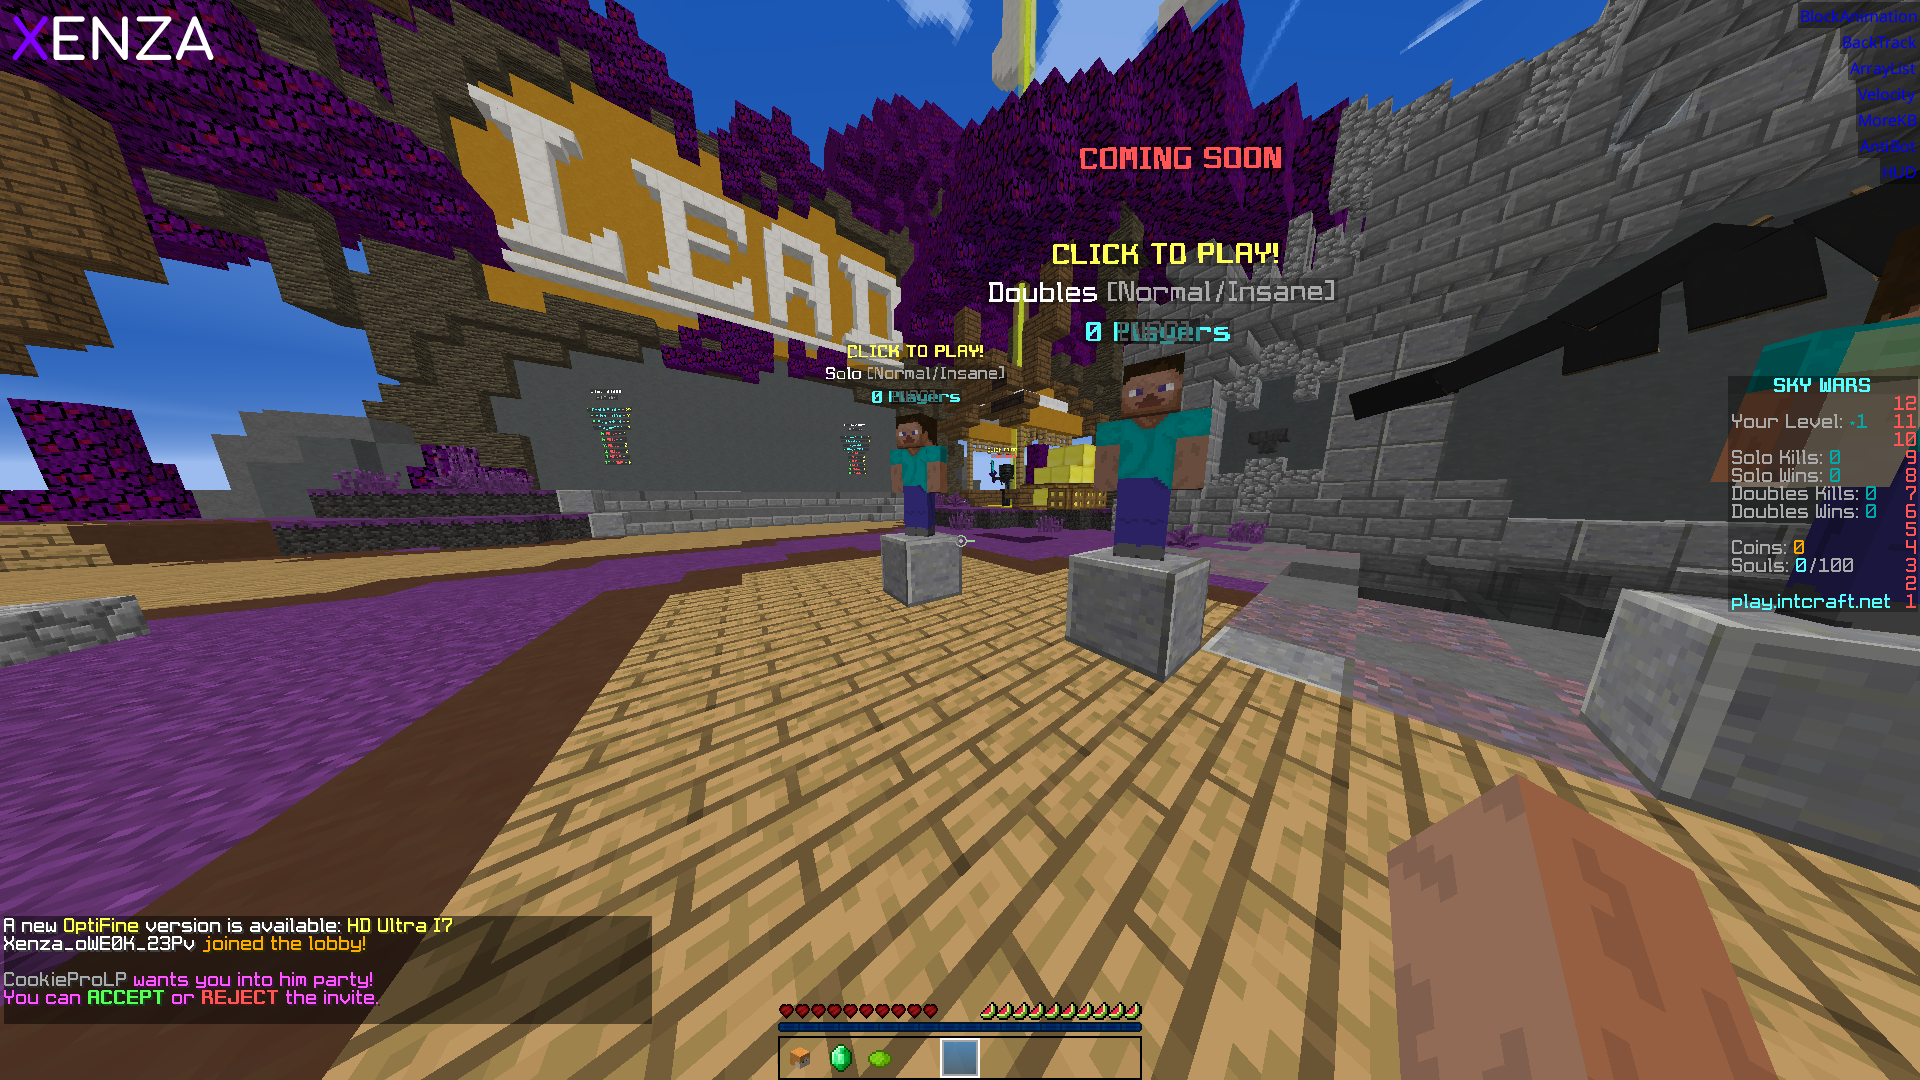 XENZA
BlockAnimation
BackTrack
ArrayList
Velocity
MoreKB
AntiBot
HUD
LEAD
COMING SOON
CLICK TO PLAY!
Doubles [Normal/Insane]
0 Players
CLICK TO PLAY!
Solo [Normal/Insane]
0 Players
SKY WARS
12
Your Level: ⋆1 11
10
Solo Kills: 0 9
Solo Wins: 0 8
Doubles Kills: 0 7
Doubles Wins: 0 6
5
Coins: 0 4
Souls: 0/100 3
2
play.intcraft.net 1
A new OptiFine version is available: HD Ultra I7
Xenza_oWE0K_23Pv joined the lobby!
CookieProLP wants you into him party!
You can ACCEPT or REJECT the invite.